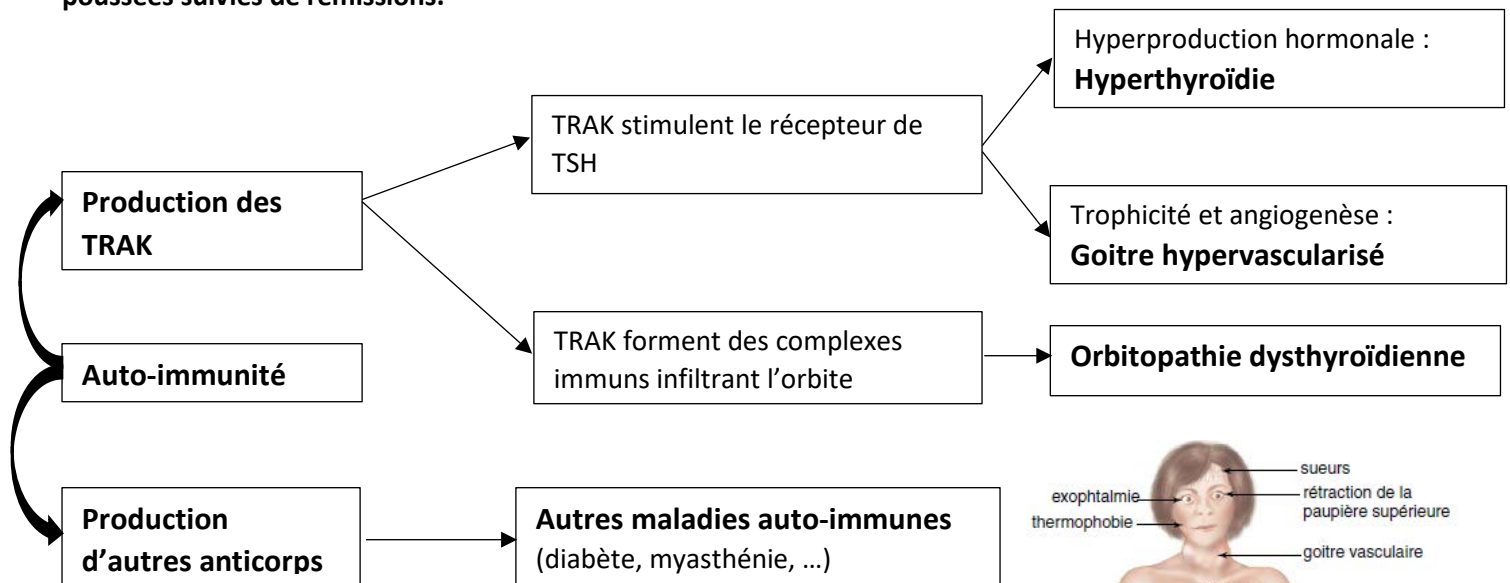 poussées suivies de rémissions.
Hyperproduction hormonale :
Hyperthyroïdie
TRAK stimulent le récepteur de
TSH
Production des
TRAK
Trophicité et angiogenèse :
Goitre hypervascularisé
TRAK forment des complexes
immuns infiltrant l’orbite
Orbitopathie dysthyroïdienne
Auto-immunité
Production
d’autres anticorps
Autres maladies auto-immunes
(diabète, myasthénie, …)
sueurs
exophtalmie
rétraction de la
paupière supérieure
thermophobie
goitre vasculaire